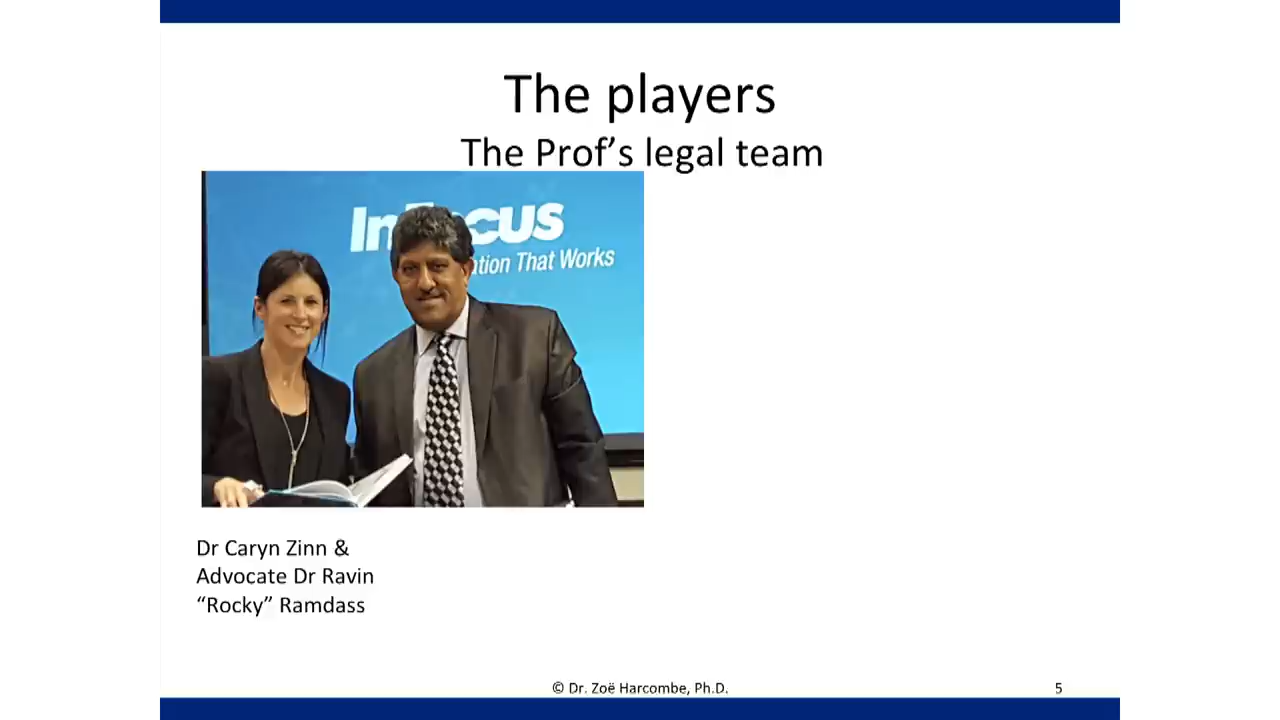 The players
The Prof’s legal team
InFocus
ation That Works
Dr Caryn Zinn &
Advocate Dr Ravin
“Rocky” Ramdass
© Dr. Zoë Harcombe, Ph.D.
5